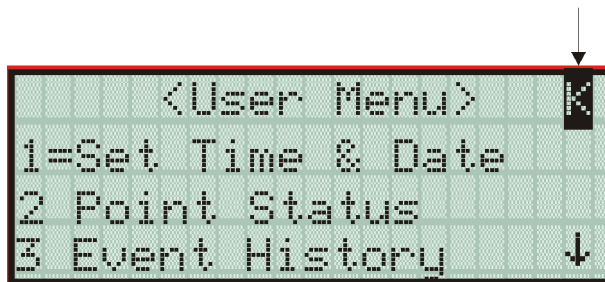 <User Menu> K
1=Set Time & Date
2 Point Status
3 Event History ↓